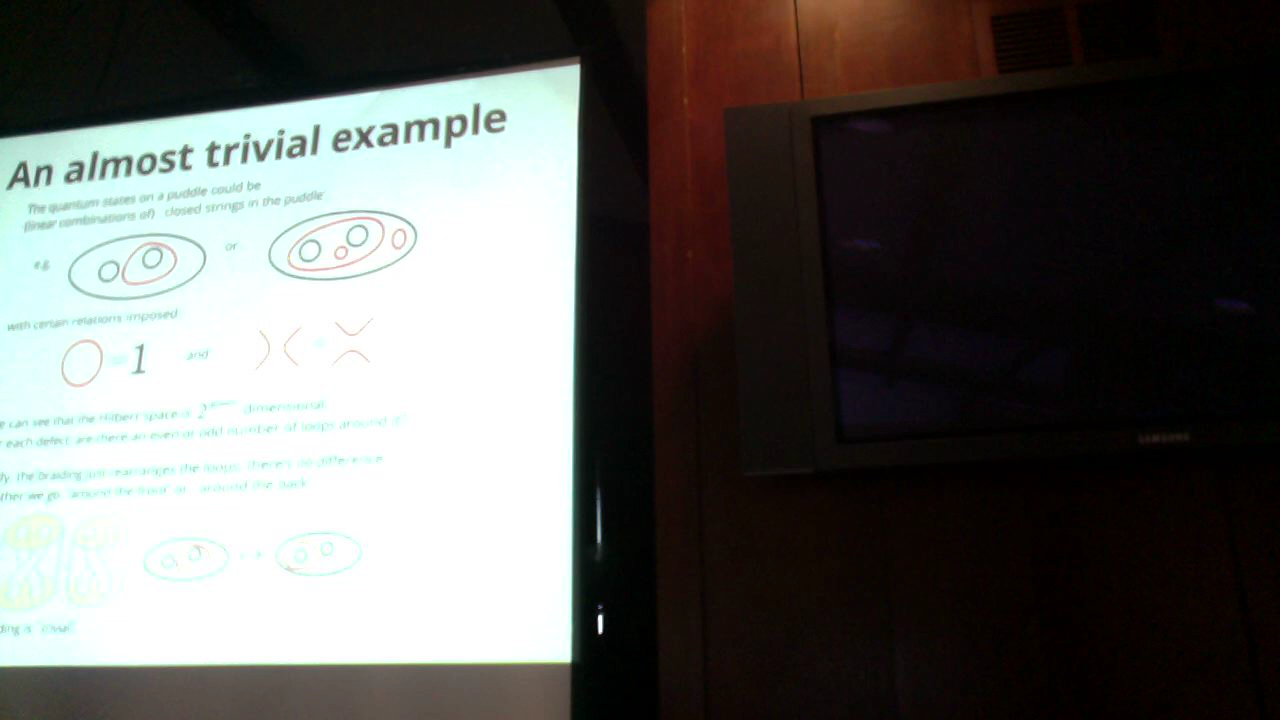 An almost trivial example
The quantum states on a puddle could be
(linear combinations of) closed strings in the puddle
e.g.
or
with certain relations imposed
= 1 and =
can see that the Hilbert space is 2 dimensional
each defect, are there an even or odd number of loops around it
The braiding just rearranges the loops, there's no difference
we go around the front or around the back
is trivial
SAMSUNG